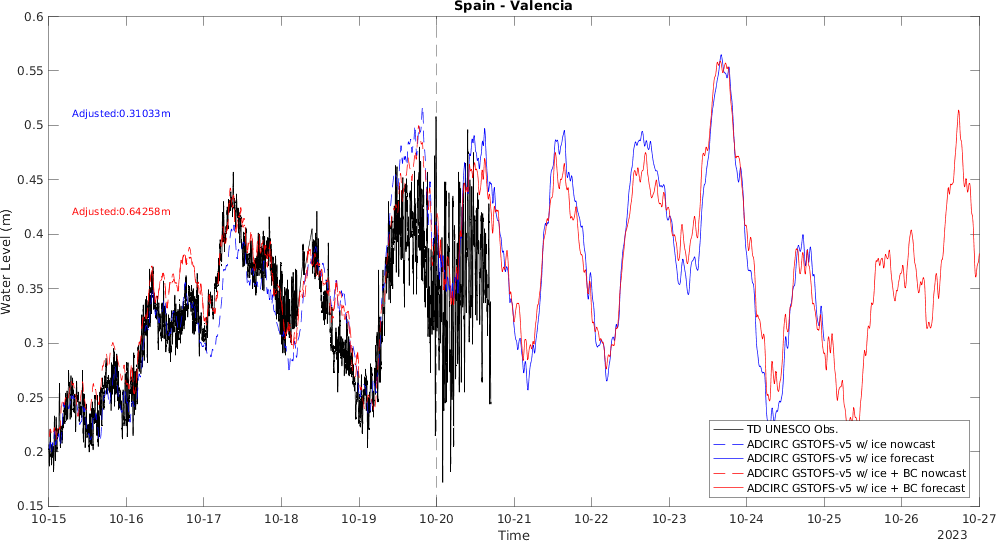 Spain - Valencia
0.6
0.55
0.5
0.45
0.4
0.35
0.3
0.25
0.2
0.15
Water Level (m)
Adjusted:0.31033m
Adjusted:0.64258m
TD UNESCO Obs.
ADCIRC GSTOFS-v5 w/ ice nowcast
ADCIRC GSTOFS-v5 w/ ice forecast
ADCIRC GSTOFS-v5 w/ ice + BC nowcast
ADCIRC GSTOFS-v5 w/ ice + BC forecast
10-15 10-16 10-17 10-18 10-19 10-20 10-21 10-22 10-23 10-24 10-25 10-26 10-27
Time
2023